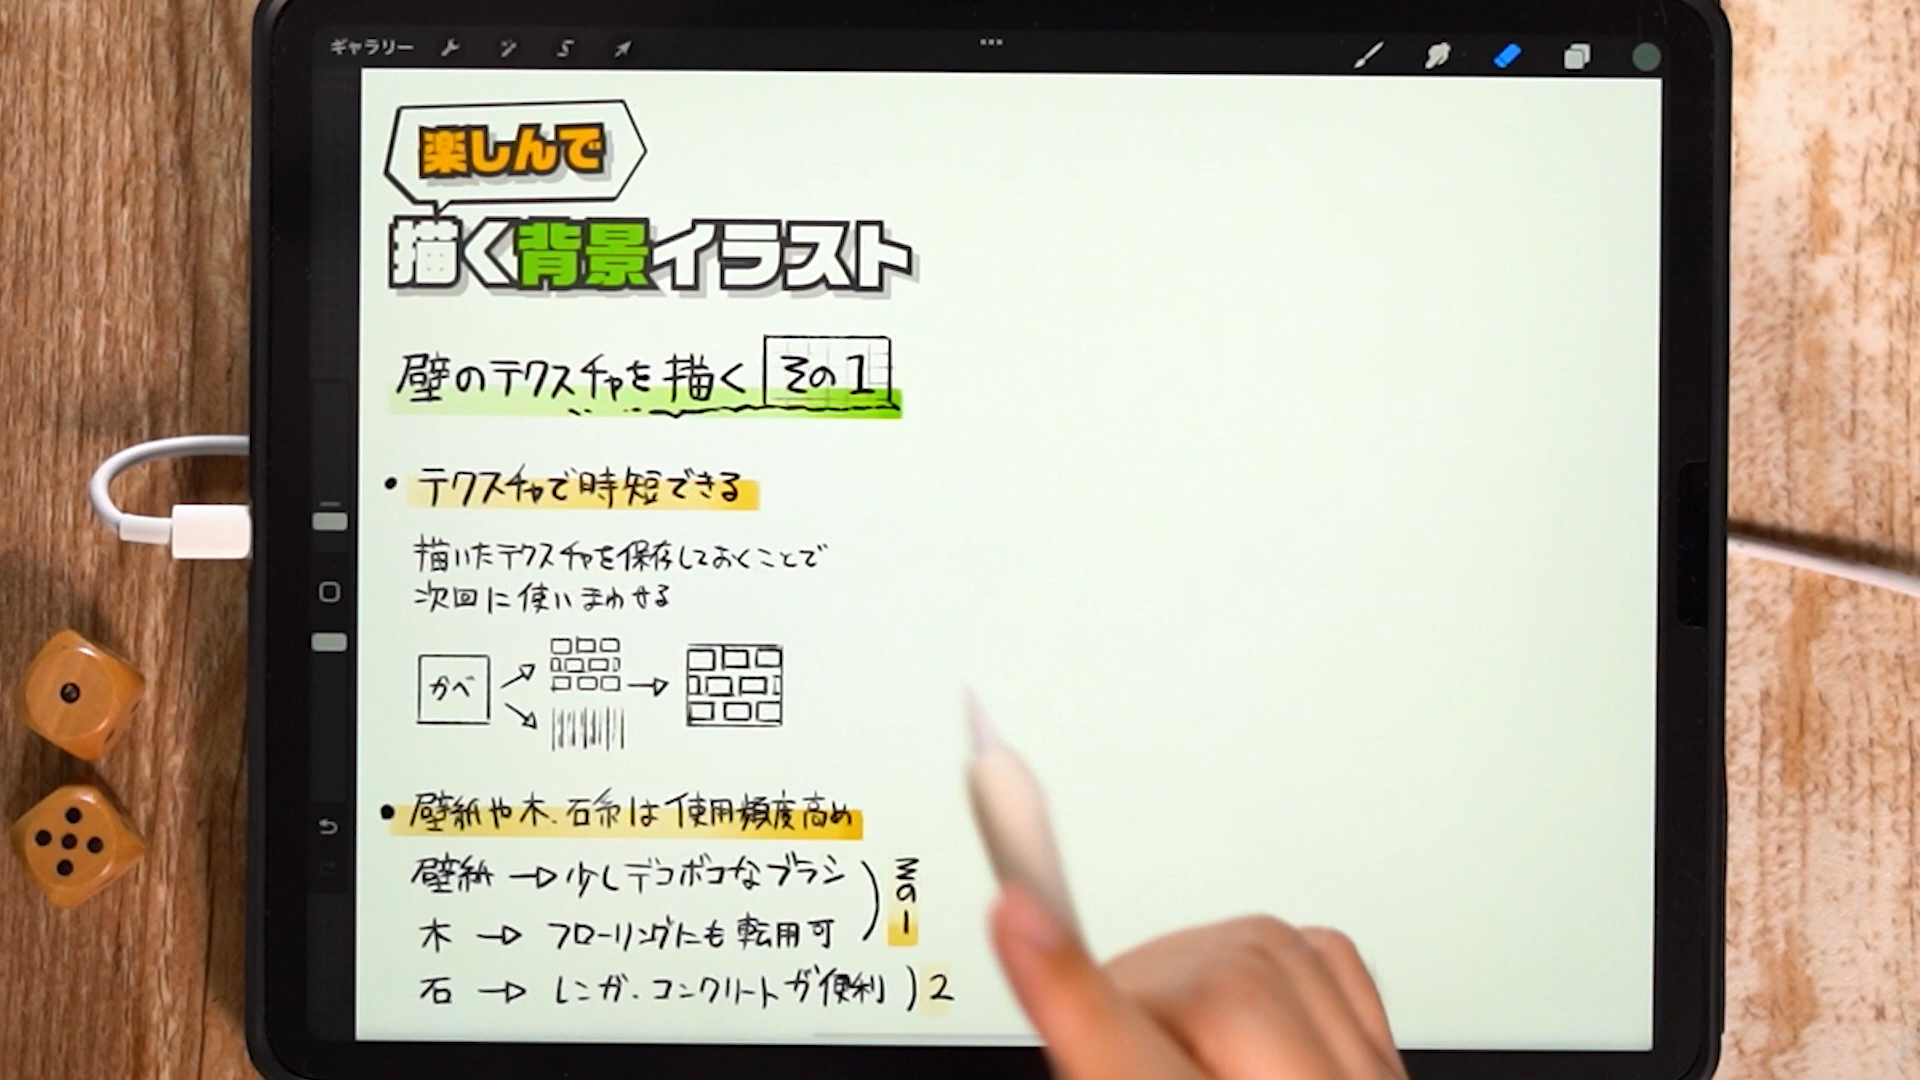 ギャラリー
楽しんで
描く背景イラスト
壁のテクスチャを描く その1
• テクスチャで時短できる
描いたテクスチャを保存しておくことで
次回に使いまわせる
かべ
• 壁紙や木、石系は使用頻度高め
壁紙 → 少しデコボコなブラシ
木 → フローリングにも転用可
その1
石 → レンガ・コンクリートが便利 ) 2